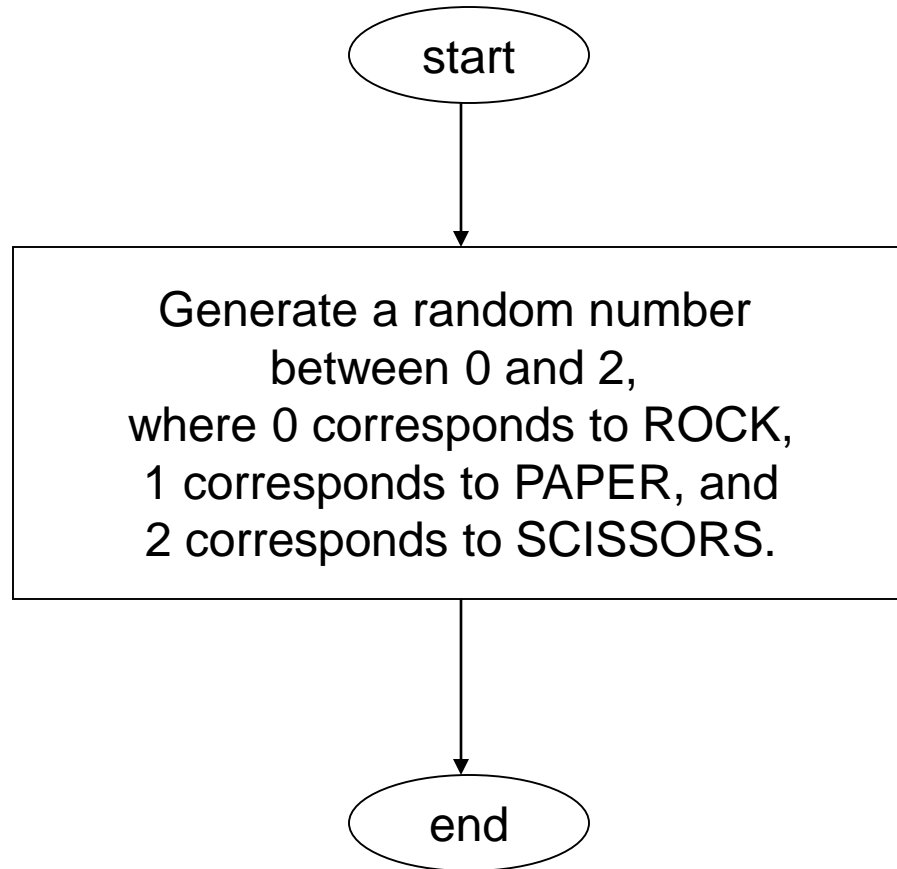 start
Generate a random number
between 0 and 2,
where 0 corresponds to ROCK,
1 corresponds to PAPER, and
2 corresponds to SCISSORS.
end